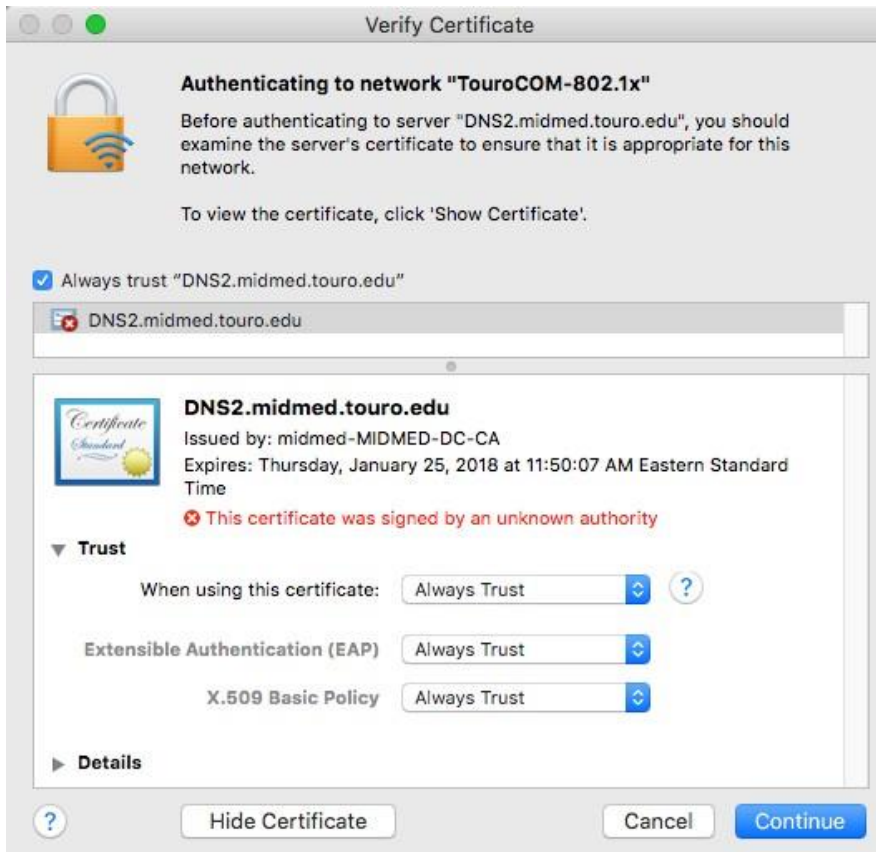 Verify Certificate
Authenticating to network "TouroCOM-802.1x"
Before authenticating to server "DNS2.midmed.touro.edu", you should
examine the server's certificate to ensure that it is appropriate for this
network.
To view the certificate, click 'Show Certificate'.
Always trust “DNS2.midmed.touro.edu”
DNS2.midmed.touro.edu
Certificate
Standard
DNS2.midmed.touro.edu
Issued by: midmed-MIDMED-DC-CA
Expires: Thursday, January 25, 2018 at 11:50:07 AM Eastern Standard
Time
This certificate was signed by an unknown authority
Trust
When using this certificate: Always Trust ?
Extensible Authentication (EAP) Always Trust
X.509 Basic Policy Always Trust
Details
? Hide Certificate Cancel Continue